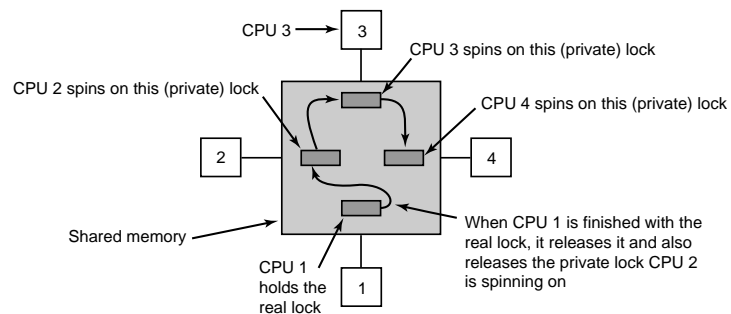 CPU 3
3
CPU 3 spins on this (private) lock
CPU 2 spins on this (private) lock
CPU 4 spins on this (private) lock
2
4
Shared memory
CPU 1
holds the
real lock
1
When CPU 1 is finished with the
real lock, it releases it and also
releases the private lock CPU 2
is spinning on